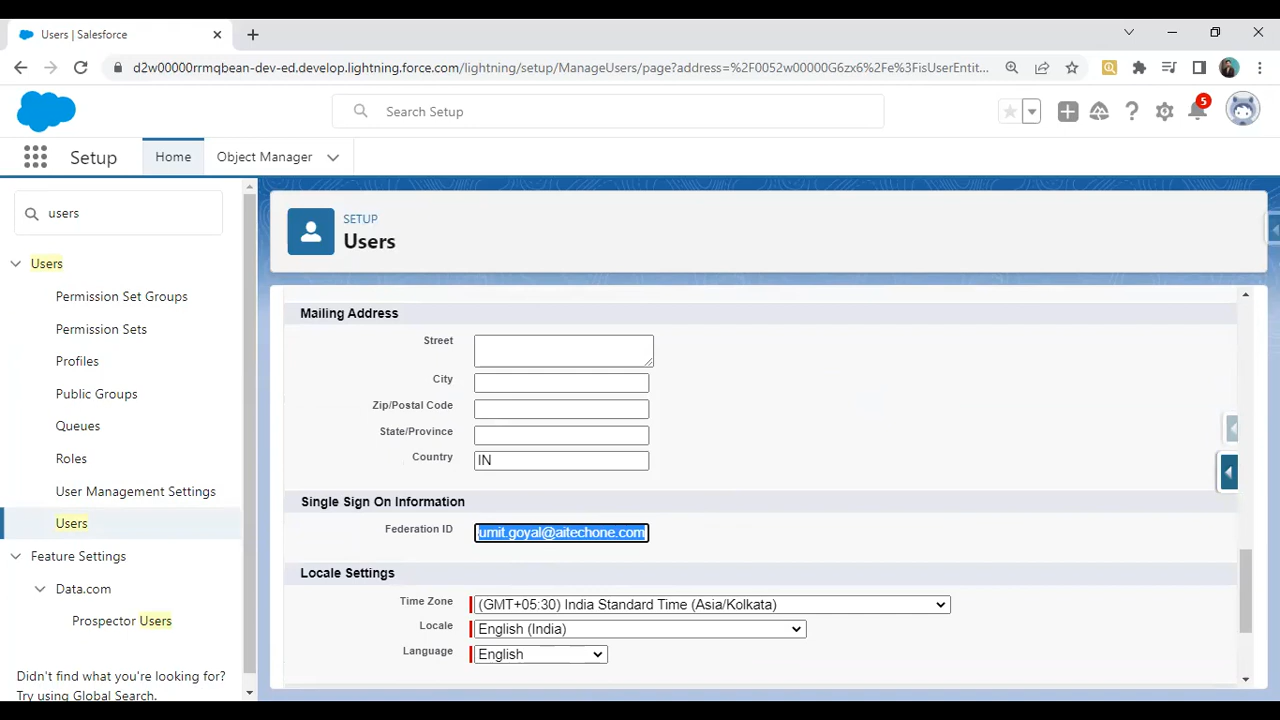 Users | Salesforce
d2w00000rrmqbean-dev-ed.develop.lightning.force.com/lightning/setup/ManageUsers/page?address=%2F0052w00000G6zx6%2Fe%3FisUserEntit...
Search Setup
5
Setup
Home
Object Manager
users
Users
Permission Set Groups
Permission Sets
Profiles
Public Groups
Queues
Roles
User Management Settings
Users
Feature Settings
Data.com
Prospector Users
Didn't find what you're looking for?
Try using Global Search.
SETUP
Users
Mailing Address
Street
City
Zip/Postal Code
State/Province
Country IN
Single Sign On Information
Federation ID umit.goyal@aitechone.com
Locale Settings
Time Zone (GMT+05:30) India Standard Time (Asia/Kolkata)
Locale English (India)
Language English